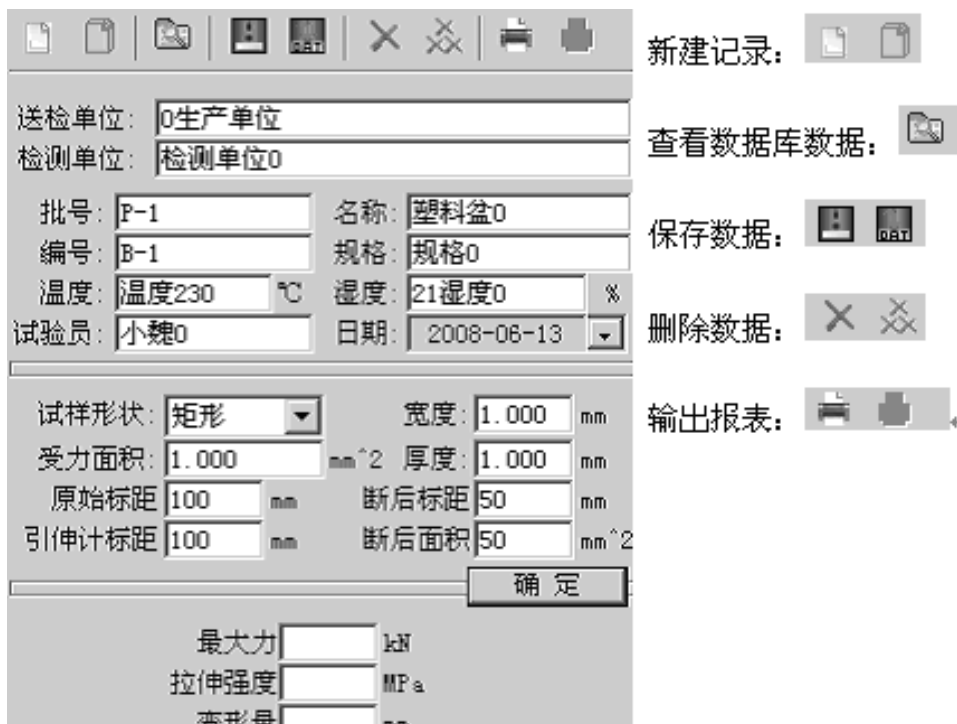 DAT
新建记录：
送检单位: 0生产单位
检测单位: 检测单位0
查看数据库数据：
批号: P-1 名称: 塑料盆0
编号: B-1 规格: 规格0
保存数据： DAT
温度: 温度230 ℃ 湿度: 21湿度0 %
试验员: 小魏0 日期: 2008-06-13
删除数据：
试样形状: 矩形 宽度: 1.000 mm
输出报表：
受力面积: 1.000 mm^2 厚度: 1.000 mm
原始标距 100 mm 断后标距 50 mm
引伸计标距 100 mm 断后面积 50 mm^2
确 定
最大力 kN
拉伸强度 MPa
变形量